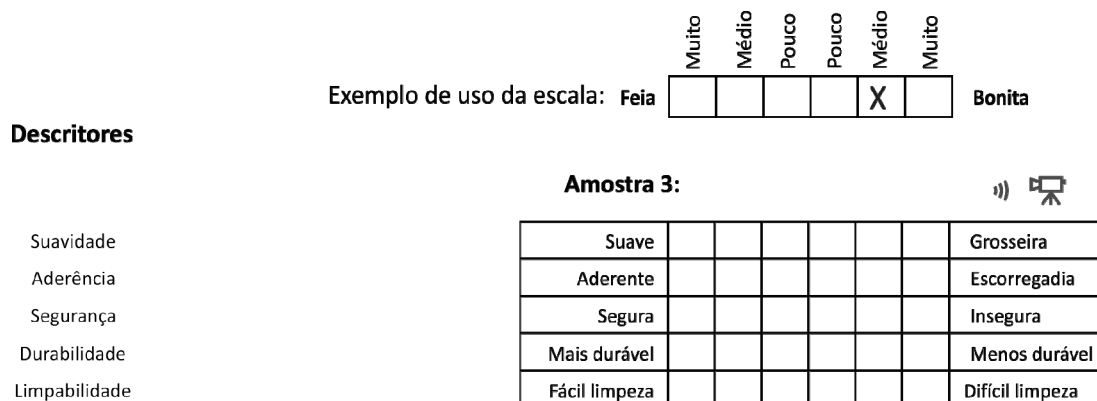 Muito Médio Pouco Pouco Médio Muito
Exemplo de uso da escala: Feia X Bonita
Descritores
Amostra 3:
Suavidade Suave Grosseira
Aderência Aderente Escorregadia
Segurança Segura Insegura
Durabilidade Mais durável Menos durável
Limpabilidade Fácil limpeza Difícil limpeza